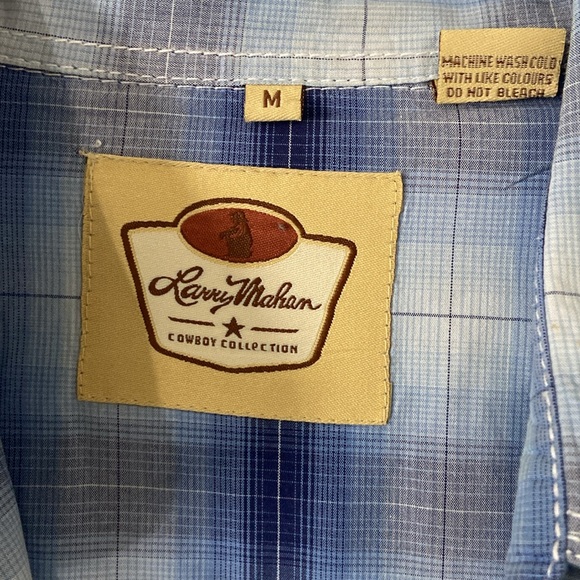 MACHINE WASH COLD
WITH LIKE COLOURS
DO NOT BLEACH
M
Larry Mahan
COWBOY COLLECTION